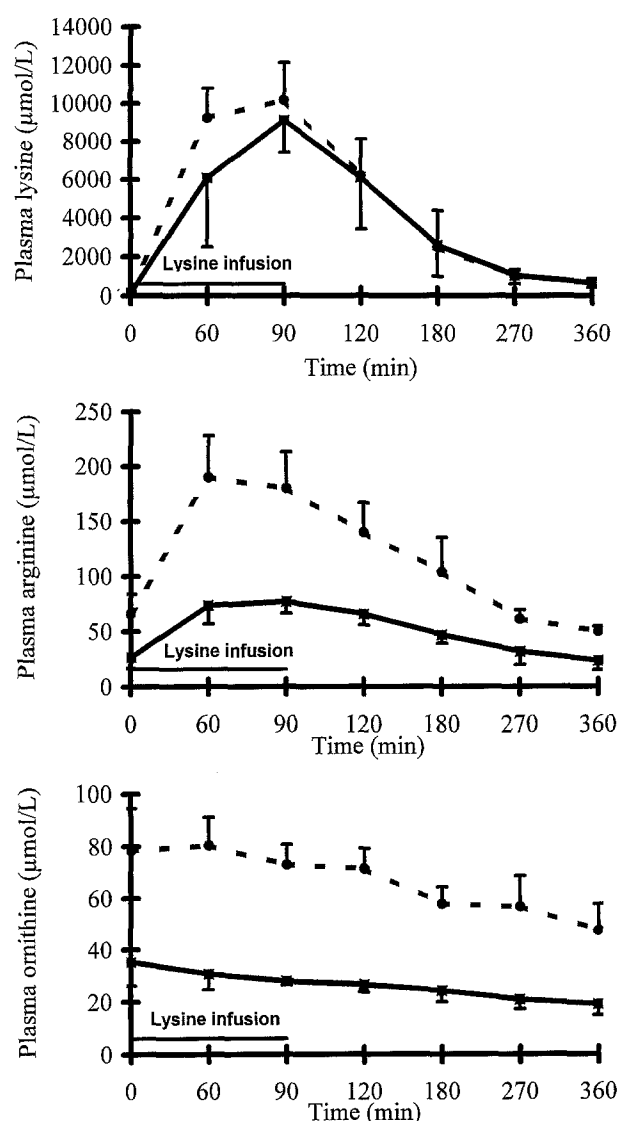 Plasma lysine (µmol/L)
14000
12000
10000
8000
6000
4000
2000
0
Lysine infusion
0 60 90 120 180 270 360
Time (min)
Plasma arginine (µmol/L)
250
200
150
100
50
0
Lysine infusion
0 60 90 120 180 270 360
Time (min)
Plasma ornithine (µmol/L)
100
80
60
40
20
0
Lysine infusion
0 60 90 120 180 270 360
Time (min)